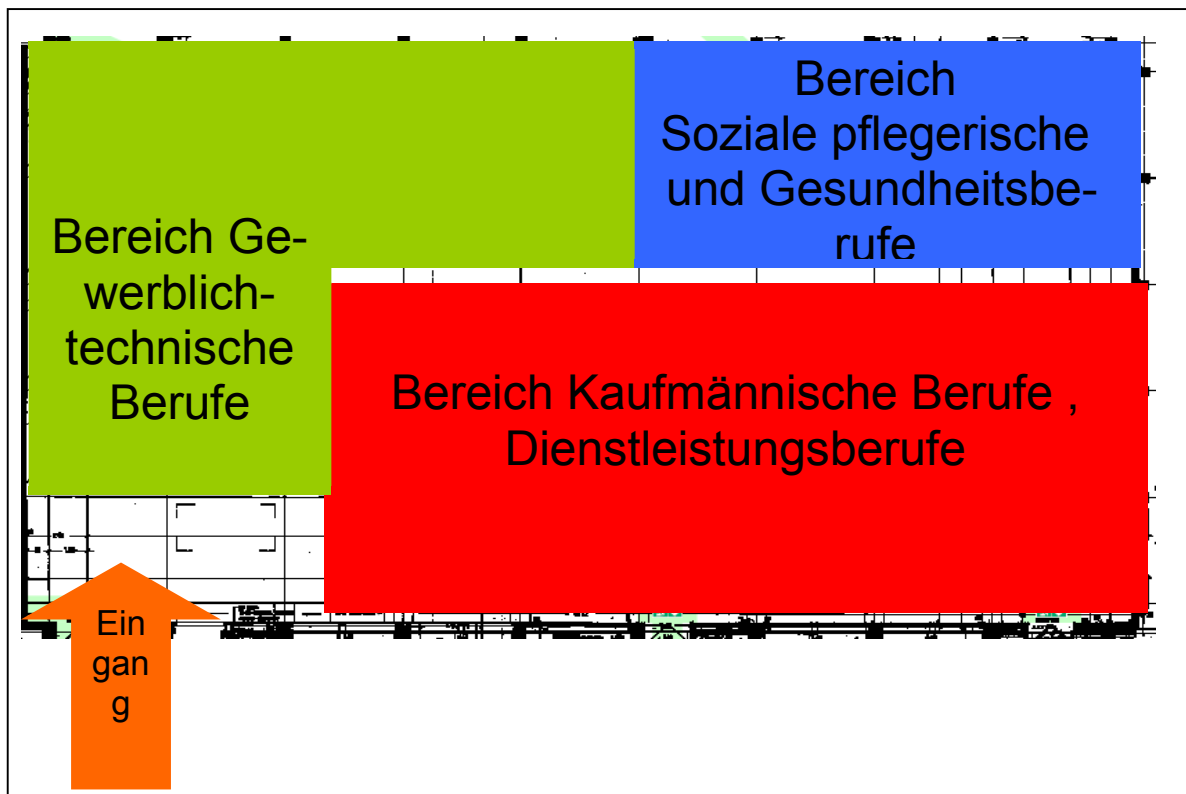 Bereich
Soziale pflegerische
und Gesundheitsbe-
rufe
Bereich Ge-
werblich-
technische
Berufe
Bereich Kaufmännische Berufe ,
Dienstleistungsberufe
Ein
gan
g